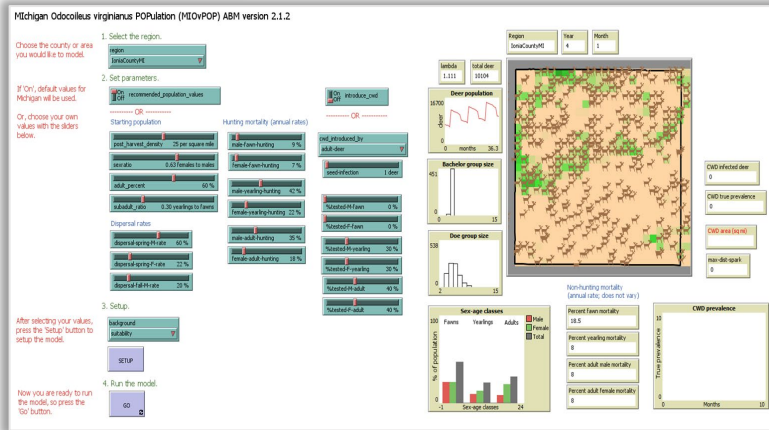 MIchigan Odocoileus virginianus POPulation (MIOvPOP) ABM version 2.1.2
Choose the county or area
you would like to model.
1. Select the region.
region
IoniaCountyMI
If 'On', default values for
Michigan will be used.
Or, choose your own
values with the sliders
below.
2. Set parameters.
On
Off
recommended_population_values
---------- OR ----------
Starting population
post_harvest_density 25 per square mile
sexratio 0.63 females to males
adult_percent 60 %
subadult_ratio 0.30 yearlings to fawns
Dispersal rates
dispersal-spring-M-rate 60 %
dispersal-spring-F-rate 22 %
dispersal-fall-M-rate 20 %
Hunting mortality (annual rates)
male-fawn-hunting 9 %
female-fawn-hunting 7 %
male-yearling-hunting 42 %
female-yearling-hunting 22 %
male-adult-hunting 35 %
female-adult-hunting 18 %
On
Off
introduce_cwd
---------- OR ----------
cwd_introduced_by
adult-deer
seed-infection 1 deer
%tested-M-fawn 0 %
%tested-F-fawn 0 %
%tested-M-yearling 30 %
%tested-F-yearling 30 %
%tested-M-adult 40 %
%tested-F-adult 40 %
After selecting your values,
press the 'Setup' button to
setup the model.
3. Setup.
background
suitability
SETUP
Now you are ready to run
the model, so press the
'Go' button.
4. Run the model.
GO
Region
IoniaCountyMI
Year
4
Month
1
lambda
1.111
total deer
10104
Deer population
16700
deer
0
0 months 36.3
Bachelor group size
451
0
0 15
Doe group size
538
0
2 15
Sex-age classes
100
% of population
0
Fawns Yearlings Adults
Male
Female
Total
-1 Sex-age classes 24
CWD infected deer
0
CWD true prevalence
0
CWD area (sq mi)
max-dist-spark
0
Non-hunting mortality
(annual rate; does not vary)
Percent fawn mortality
18.5
Percent yearling mortality
8
Percent adult male mortality
8
Percent adult female mortality
8
CWD prevalence
10
True prevalence
0
0 Months 10